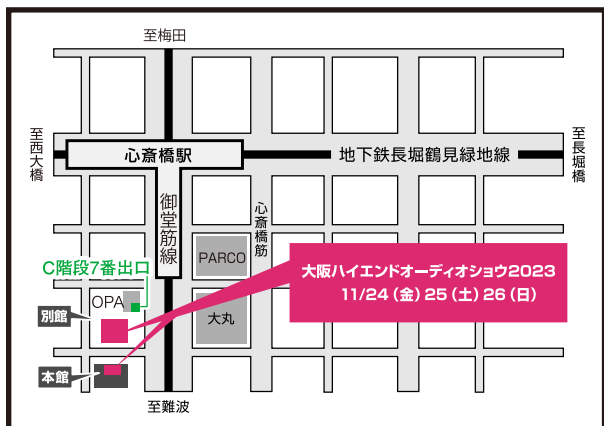 至梅田
至西大橋
心斎橋駅
地下鉄長堀鶴見緑地線
至長堀橋
御堂筋線
心斎橋筋
PARCO
C階段7番出口
OPA
大丸
大阪ハイエンドオーディオショウ2023
11/24（金）25（土）26（日）
別館
本館
至難波